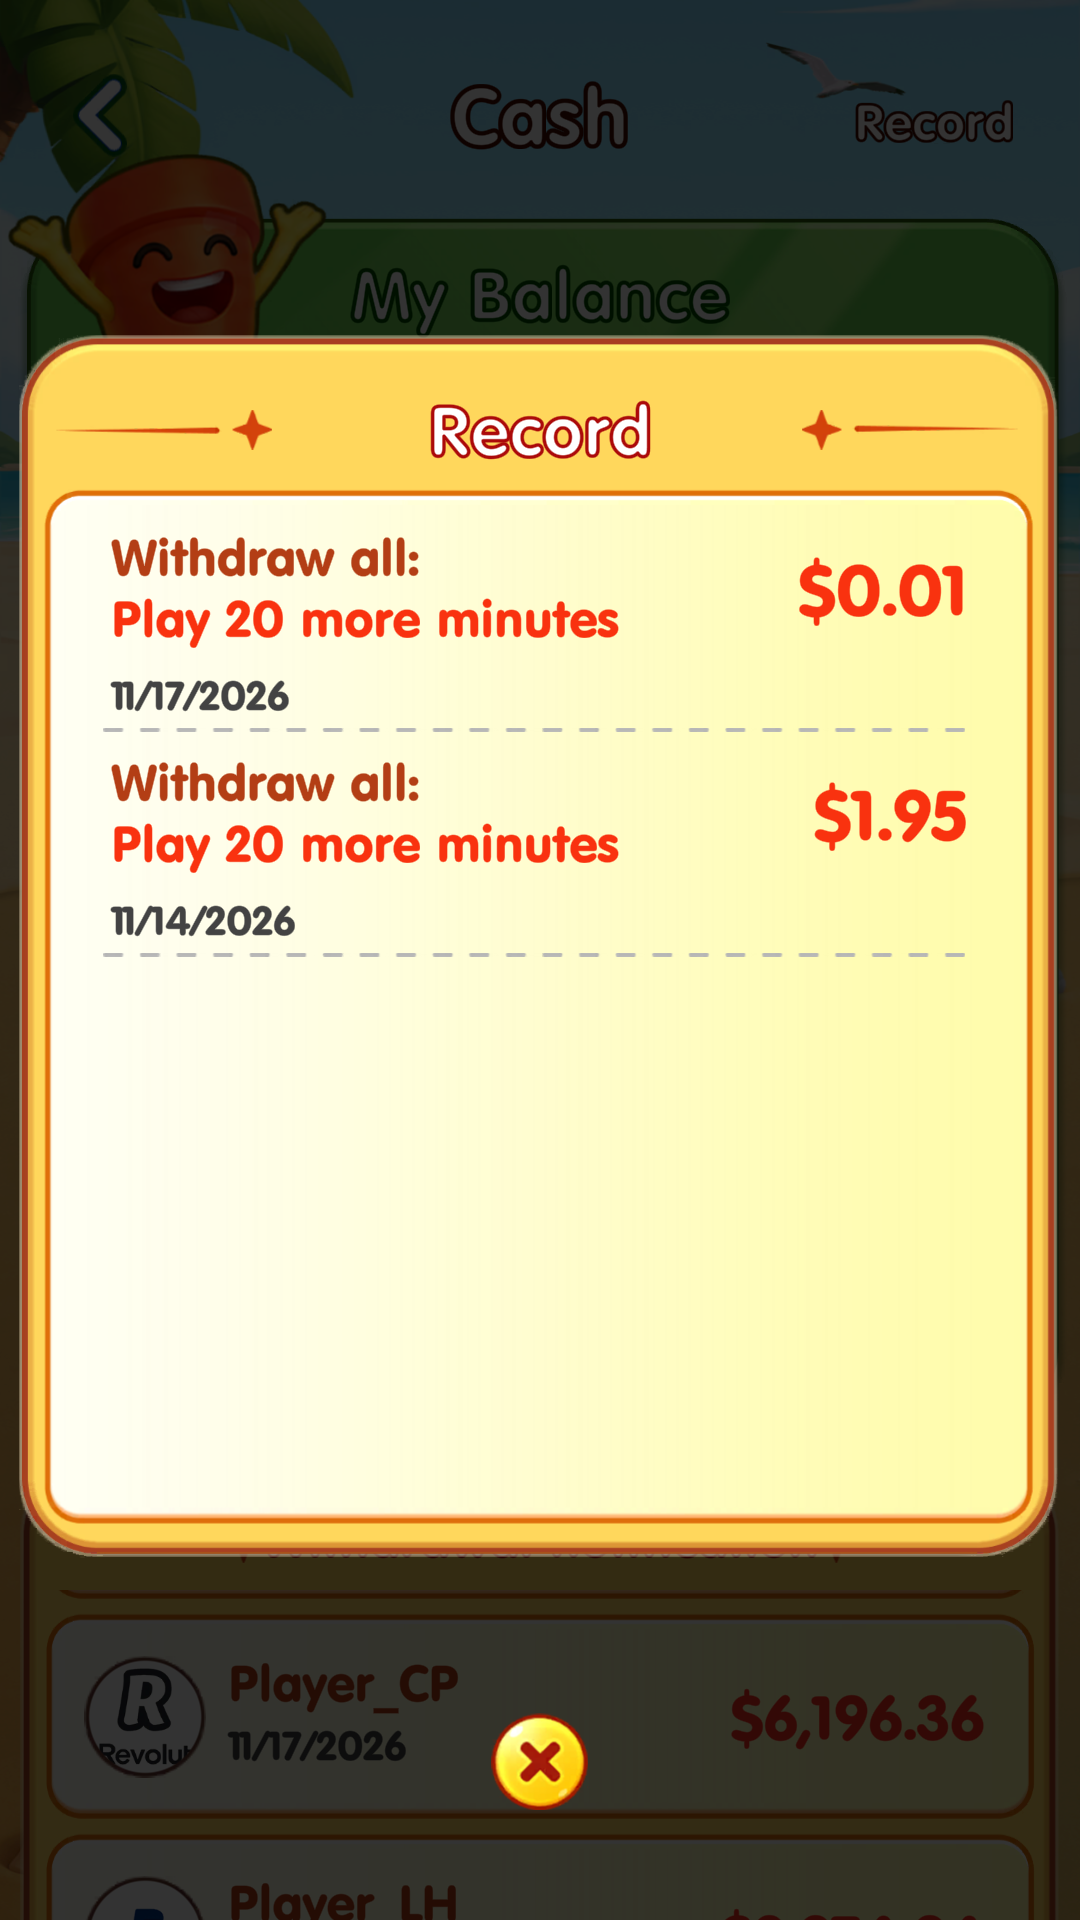 Cash
Record
My Balance
Record
Withdraw all:
Play 20 more minutes
$0.01
11/17/2026
Withdraw all:
Play 20 more minutes
$1.95
11/14/2026
Player_CP
Revolut
11/17/2026
$6,196.36
Player_LH